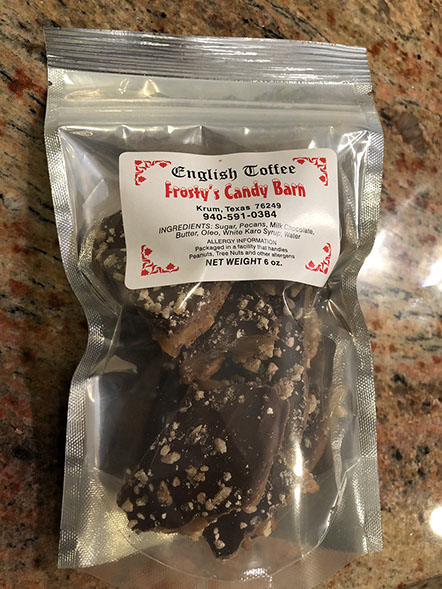 English Toffee
Frosty's Candy Barn
Krum, Texas 76249
940-591-0384
INGREDIENTS: Sugar, Pecans, Milk Chocolate,
Butter, Oleo, White Karo Syrup, Water
ALLERGY INFORMATION
Packaged in a facility that handles
Peanuts, Tree Nuts and other allergens
NET WEIGHT 6 oz.